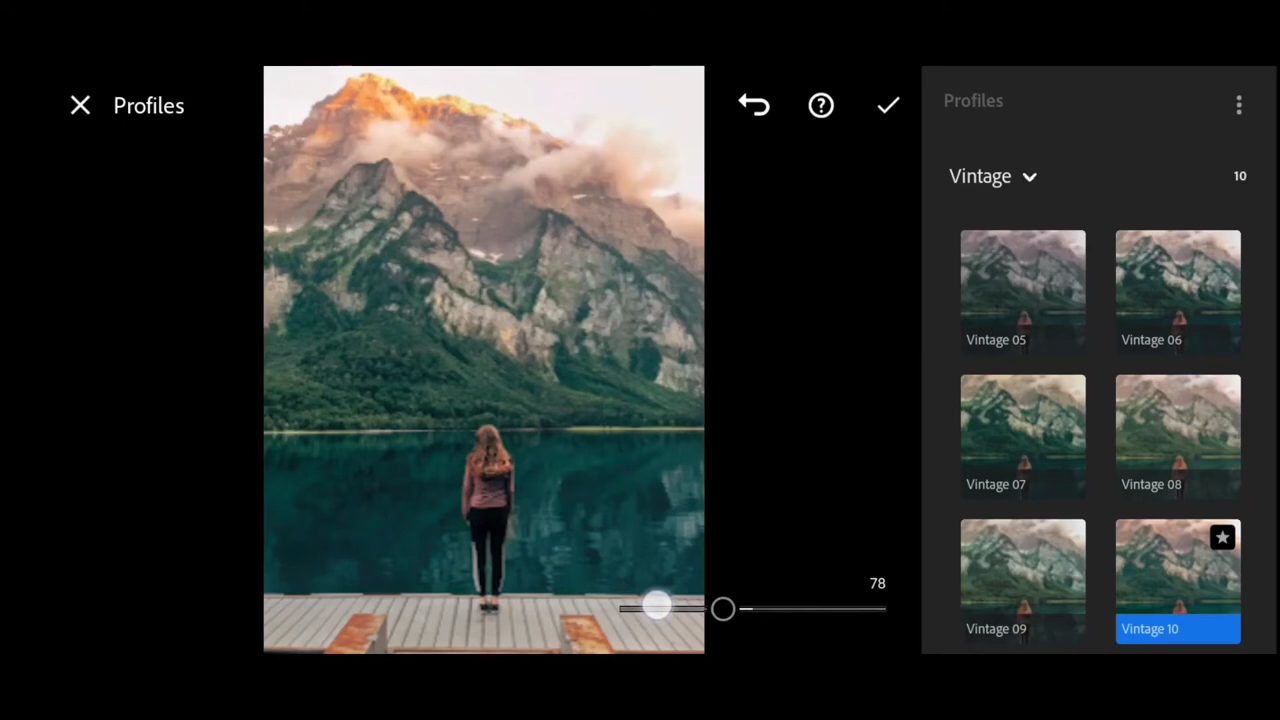 Profiles
Profiles
Vintage
10
Vintage 05
Vintage 06
Vintage 07
Vintage 08
78
Vintage 09
Vintage 10